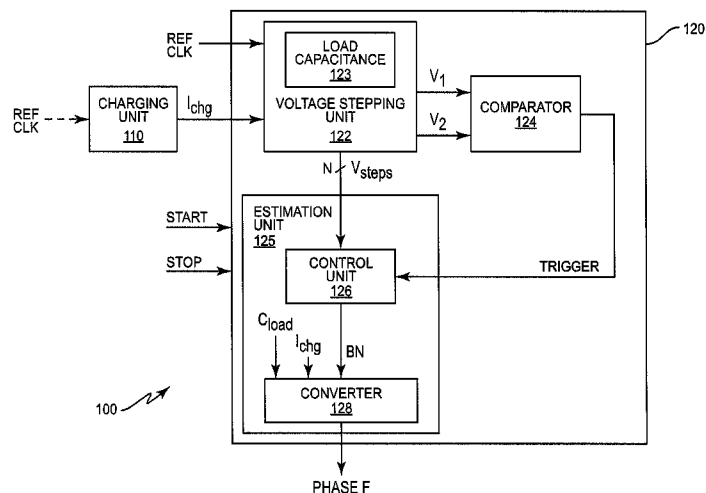 120
REF
CLK
LOAD
CAPACITANCE
123
VOLTAGE STEPPING
UNIT
122
V1
V2
COMPARATOR
124
REF
CLK
CHARGING
UNIT
110
Ichg
N
Vsteps
START
STOP
ESTIMATION
UNIT
125
CONTROL
UNIT
126
TRIGGER
Cload
Ichg
BN
CONVERTER
128
100
PHASE F